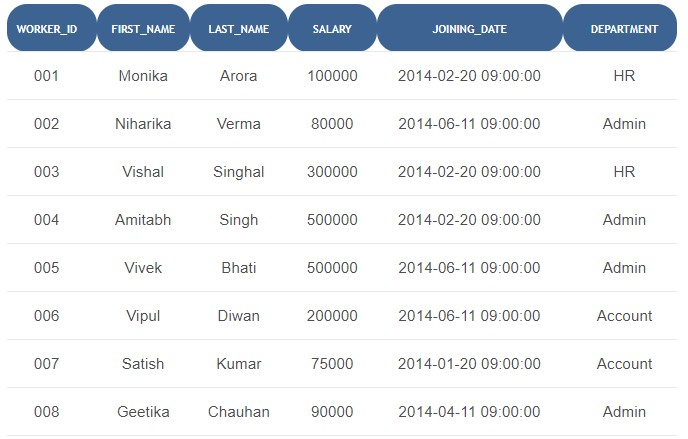 WORKER_ID FIRST_NAME LAST_NAME SALARY JOINING_DATE DEPARTMENT
001 Monika Arora 100000 2014-02-20 09:00:00 HR
002 Niharika Verma 80000 2014-06-11 09:00:00 Admin
003 Vishal Singhal 300000 2014-02-20 09:00:00 HR
004 Amitabh Singh 500000 2014-02-20 09:00:00 Admin
005 Vivek Bhati 500000 2014-06-11 09:00:00 Admin
006 Vipul Diwan 200000 2014-06-11 09:00:00 Account
007 Satish Kumar 75000 2014-01-20 09:00:00 Account
008 Geetika Chauhan 90000 2014-04-11 09:00:00 Admin